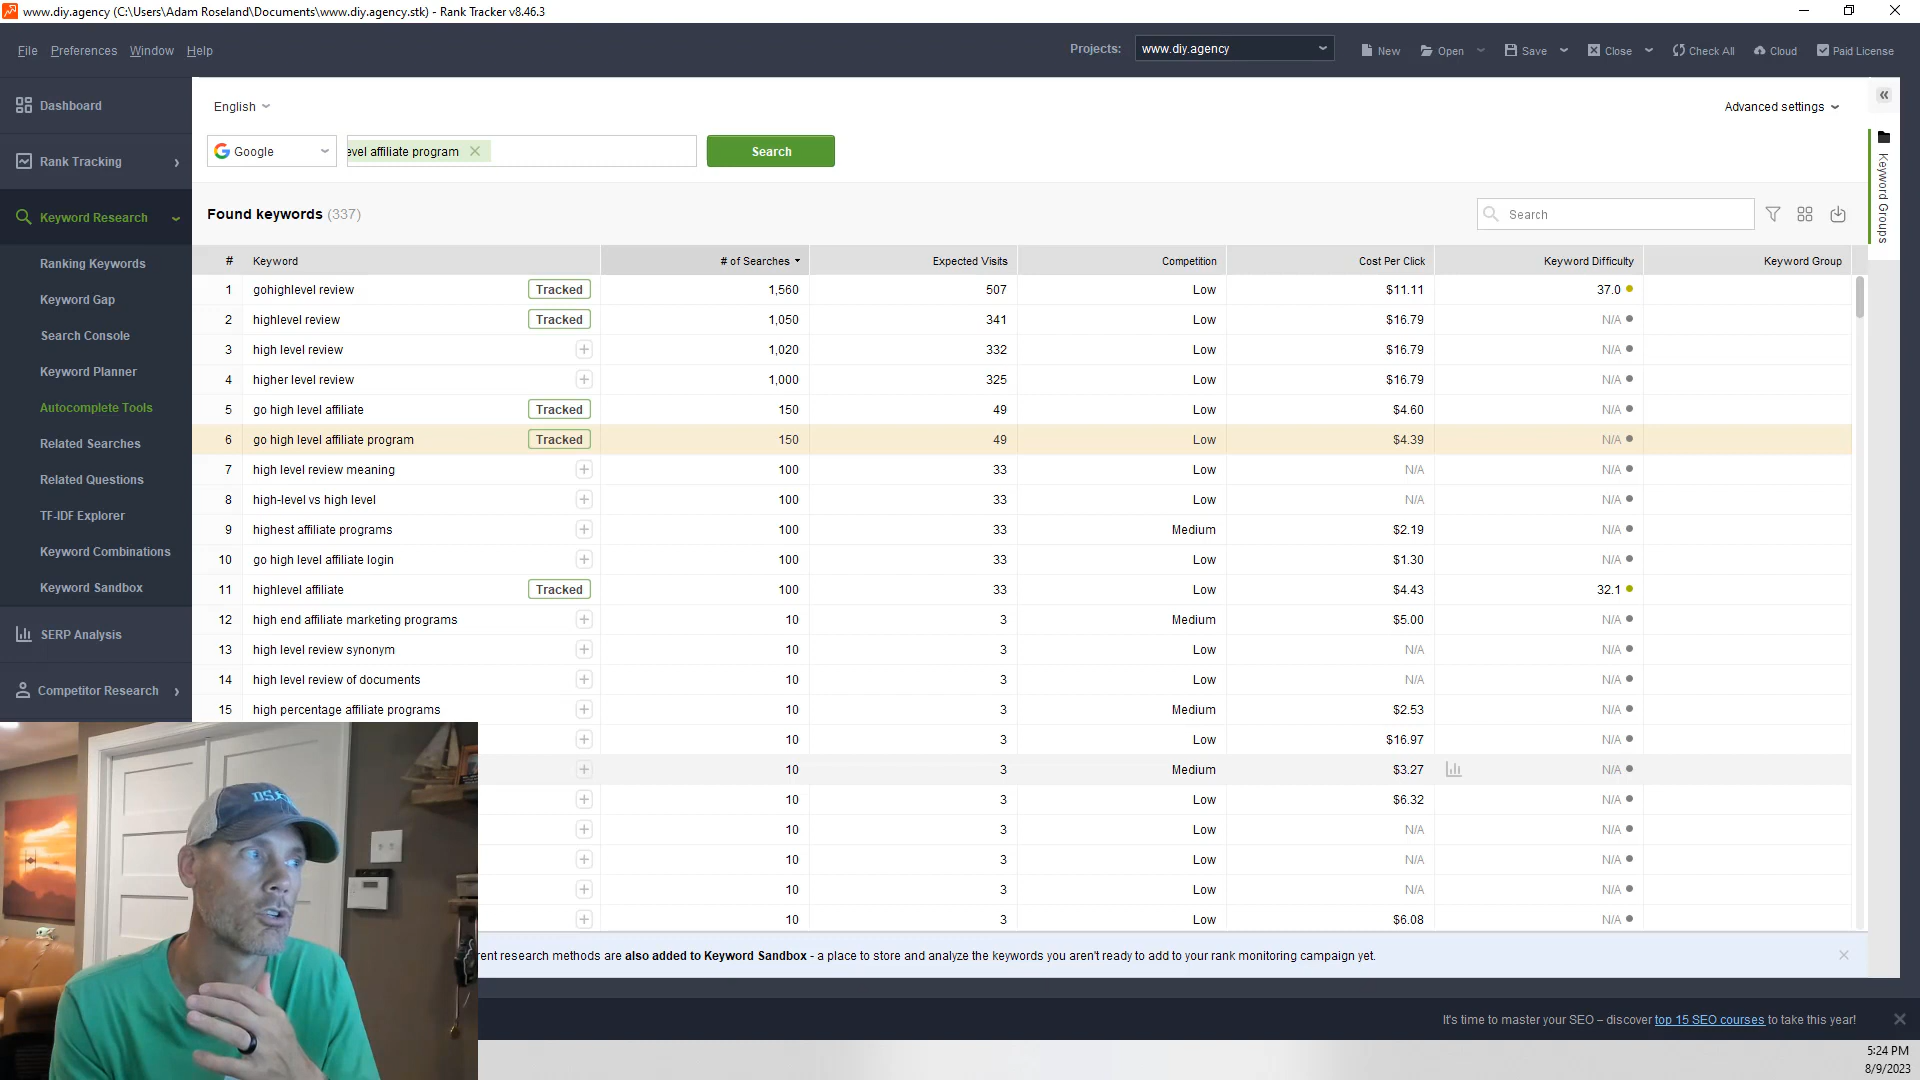 www.diy.agency (C:\Users\Adam Roseland\Documents\www.diy.agency.stk) - Rank Tracker v8.46.3
File Preferences Window Help Projects: www.diy.agency New Open Save Close Check All Cloud Paid License
Dashboard
Rank Tracking
Keyword Research
Ranking Keywords
Keyword Gap
Search Console
Keyword Planner
Autocomplete Tools
Related Searches
Related Questions
TF-IDF Explorer
Keyword Combinations
Keyword Sandbox
SERP Analysis
Competitor Research
English Advanced settings
Google evel affiliate program Search
Keyword Groups
Found keywords (337) Search
# Keyword # of Searches Expected Visits Competition Cost Per Click Keyword Difficulty Keyword Group
1 gohighlevel review Tracked 1,560 507 Low $11.11 37.0
2 highlevel review Tracked 1,050 341 Low $16.79 N/A
3 high level review 1,020 332 Low $16.79 N/A
4 higher level review 1,000 325 Low $16.79 N/A
5 go high level affiliate Tracked 150 49 Low $4.60 N/A
6 go high level affiliate program Tracked 150 49 Low $4.39 N/A
7 high level review meaning 100 33 Low N/A N/A
8 high-level vs high level 100 33 Low N/A N/A
9 highest affiliate programs 100 33 Medium $2.19 N/A
10 go high level affiliate login 100 33 Low $1.30 N/A
11 highlevel affiliate Tracked 100 33 Low $4.43 32.1
12 high end affiliate marketing programs 10 3 Medium $5.00 N/A
13 high level review synonym 10 3 Low N/A N/A
14 high level review of documents 10 3 Low N/A N/A
15 high percentage affiliate programs 10 3 Medium $2.53 N/A
10 3 Low $16.97 N/A
10 3 Medium $3.27 N/A
10 3 Low $6.32 N/A
10 3 Low N/A N/A
10 3 Low N/A N/A
10 3 Low N/A N/A
10 3 Low $6.08 N/A
rent research methods are also added to Keyword Sandbox - a place to store and analyze the keywords you aren't ready to add to your rank monitoring campaign yet.
It's time to master your SEO – discover top 15 SEO courses to take this year!
5:24 PM
8/9/2023